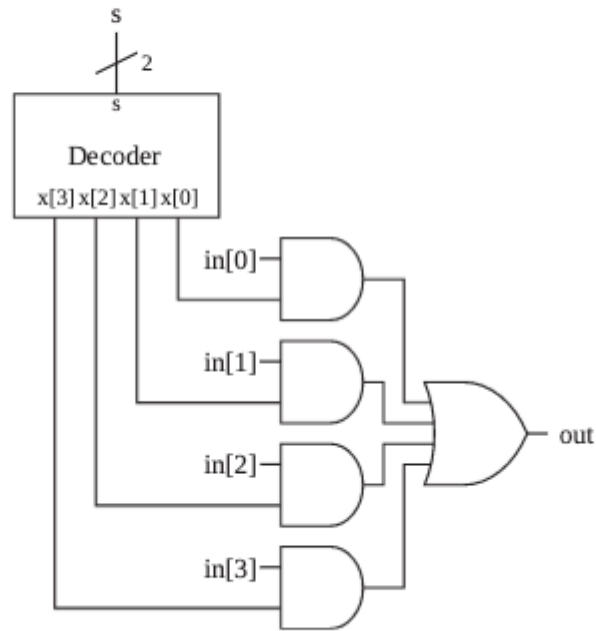 s
2
s
Decoder
x[3] x[2] x[1] x[0]
in[0]
in[1]
in[2]
in[3]
out